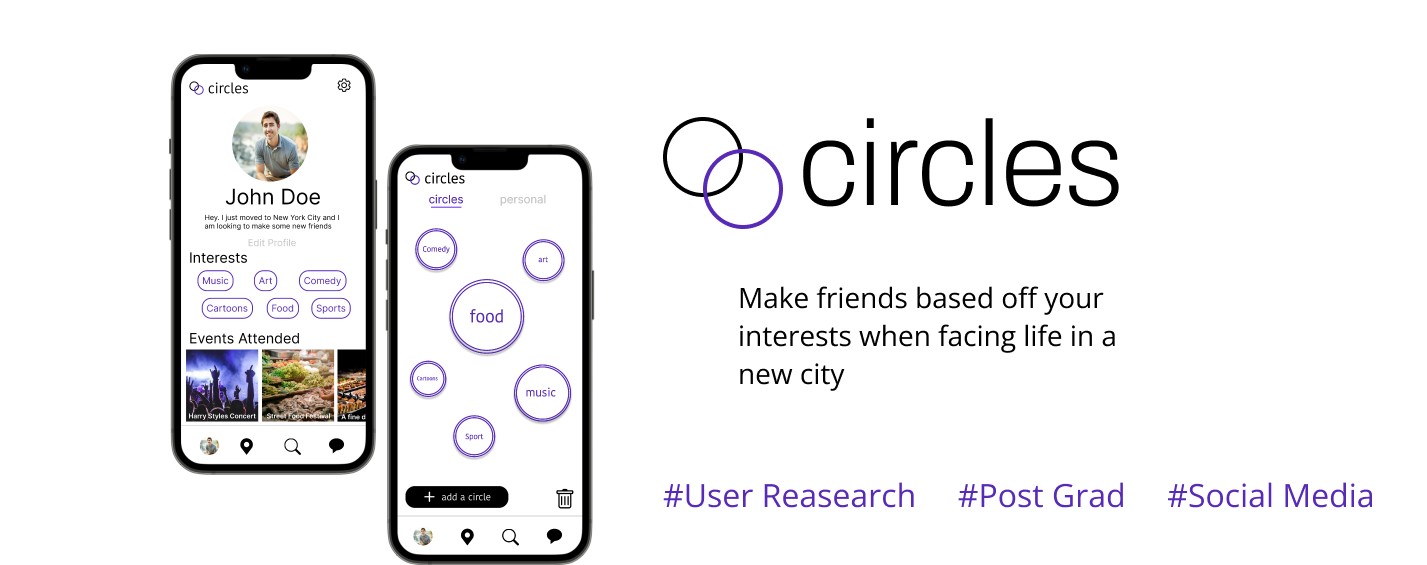 circles
John Doe
Hey. I just moved to New York City and I
am looking to make some new friends
Edit Profile
Interests
Music Art Comedy
Cartoons Food Sports
Events Attended
Harry Styles Concert Street Food Festival A fine d
circles
circles personal
Comedy
art
food
Cartoons
music
Sport
+ add a circle
circles
Make friends based off your
interests when facing life in a
new city
#User Reasearch #Post Grad #Social Media